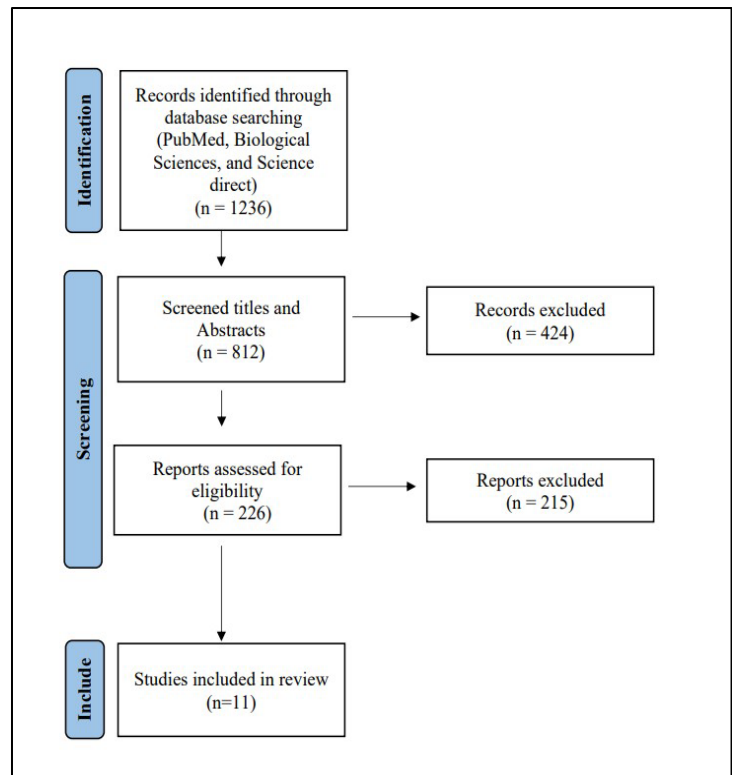 Identification
Records identified through
database searching
(PubMed, Biological
Sciences, and Science
direct)
(n = 1236)
Screening
Screened titles and
Abstracts
(n = 812)
Records excluded
(n = 424)
Reports assessed for
eligibility
(n = 226)
Reports excluded
(n = 215)
Include
Studies included in review
(n=11)